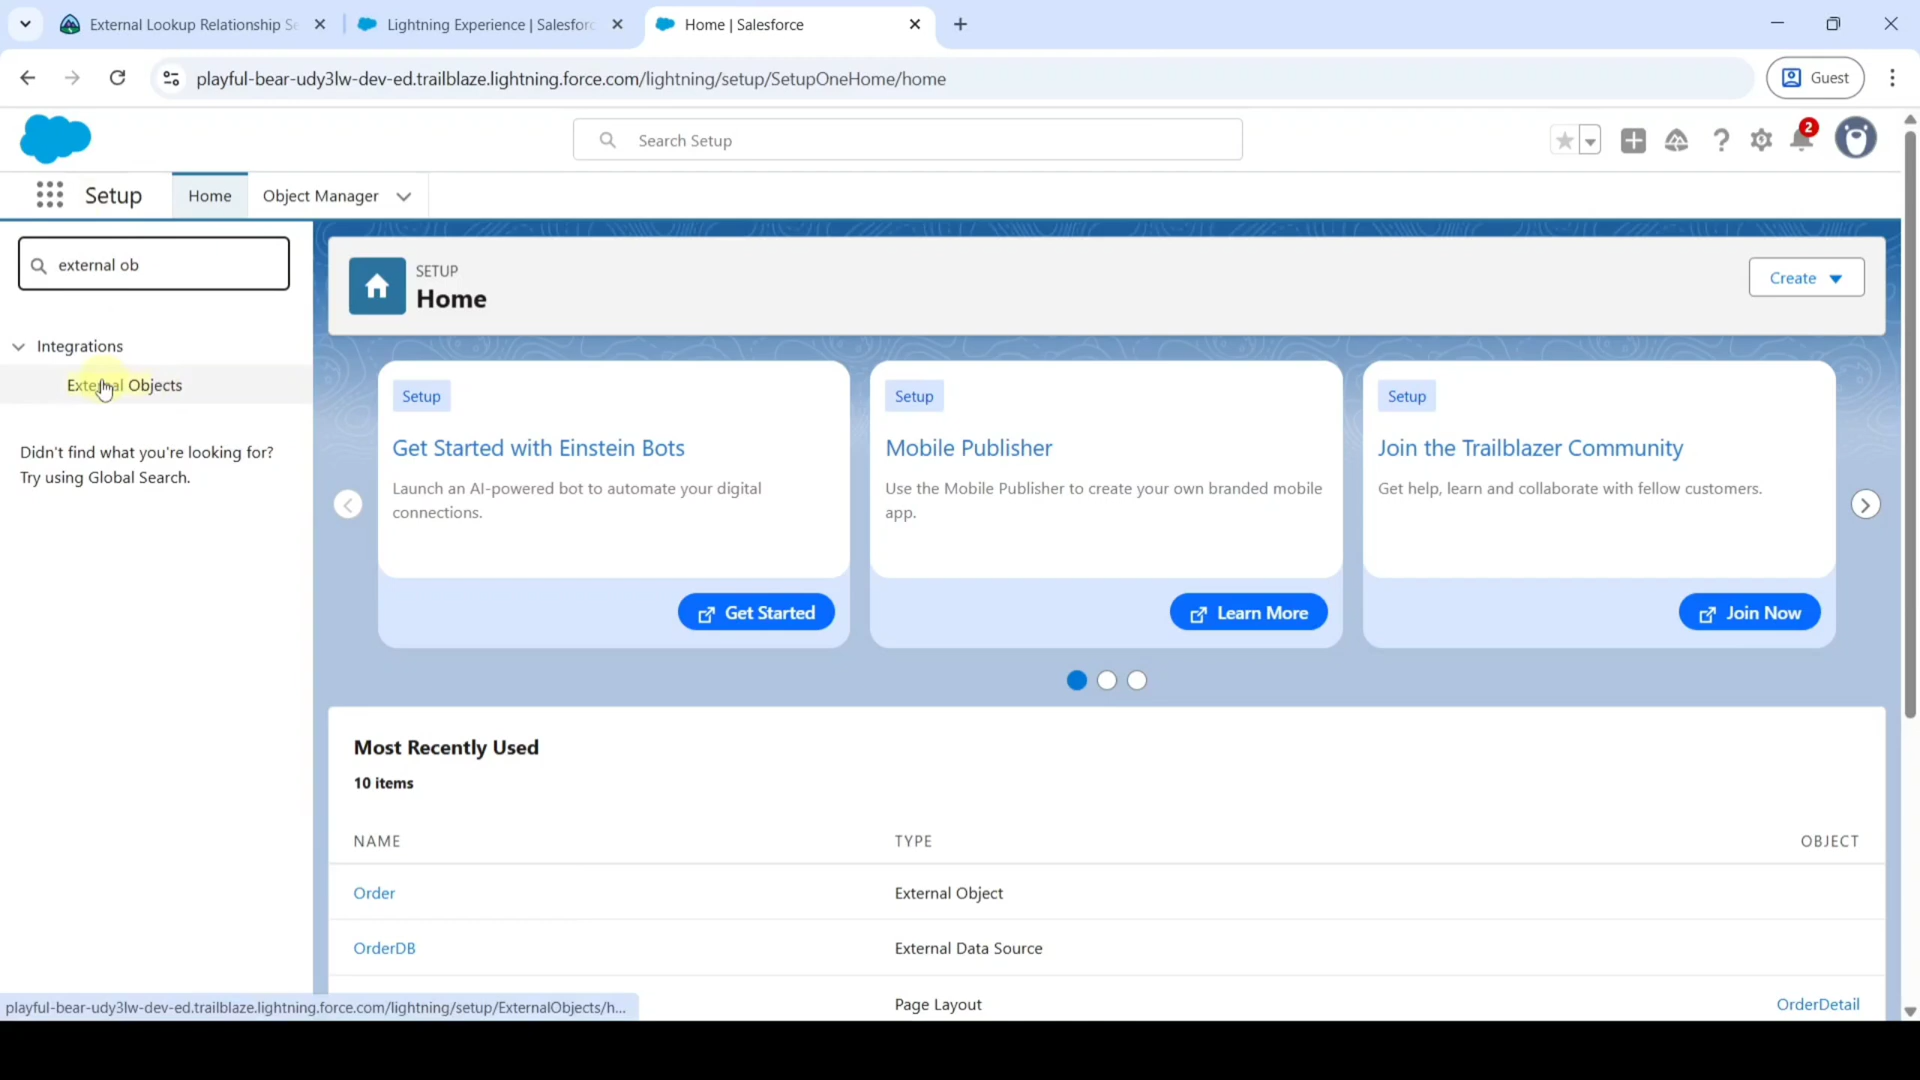 External Lookup Relationship Se
Lightning Experience | Salesforc
Home | Salesforce
playful-bear-udy3lw-dev-ed.trailblaze.lightning.force.com/lightning/setup/SetupOneHome/home
Guest
Search Setup
2
Setup
Home
Object Manager
external ob
Integrations
External Objects
Didn't find what you're looking for?
Try using Global Search.
SETUP
Home
Create
Setup
Get Started with Einstein Bots
Launch an AI-powered bot to automate your digital
connections.
Get Started
Setup
Mobile Publisher
Use the Mobile Publisher to create your own branded mobile
app.
Learn More
Setup
Join the Trailblazer Community
Get help, learn and collaborate with fellow customers.
Join Now
Most Recently Used
10 items
NAME TYPE OBJECT
Order External Object
OrderDB External Data Source
Page Layout OrderDetail
playful-bear-udy3lw-dev-ed.trailblaze.lightning.force.com/lightning/setup/ExternalObjects/h...